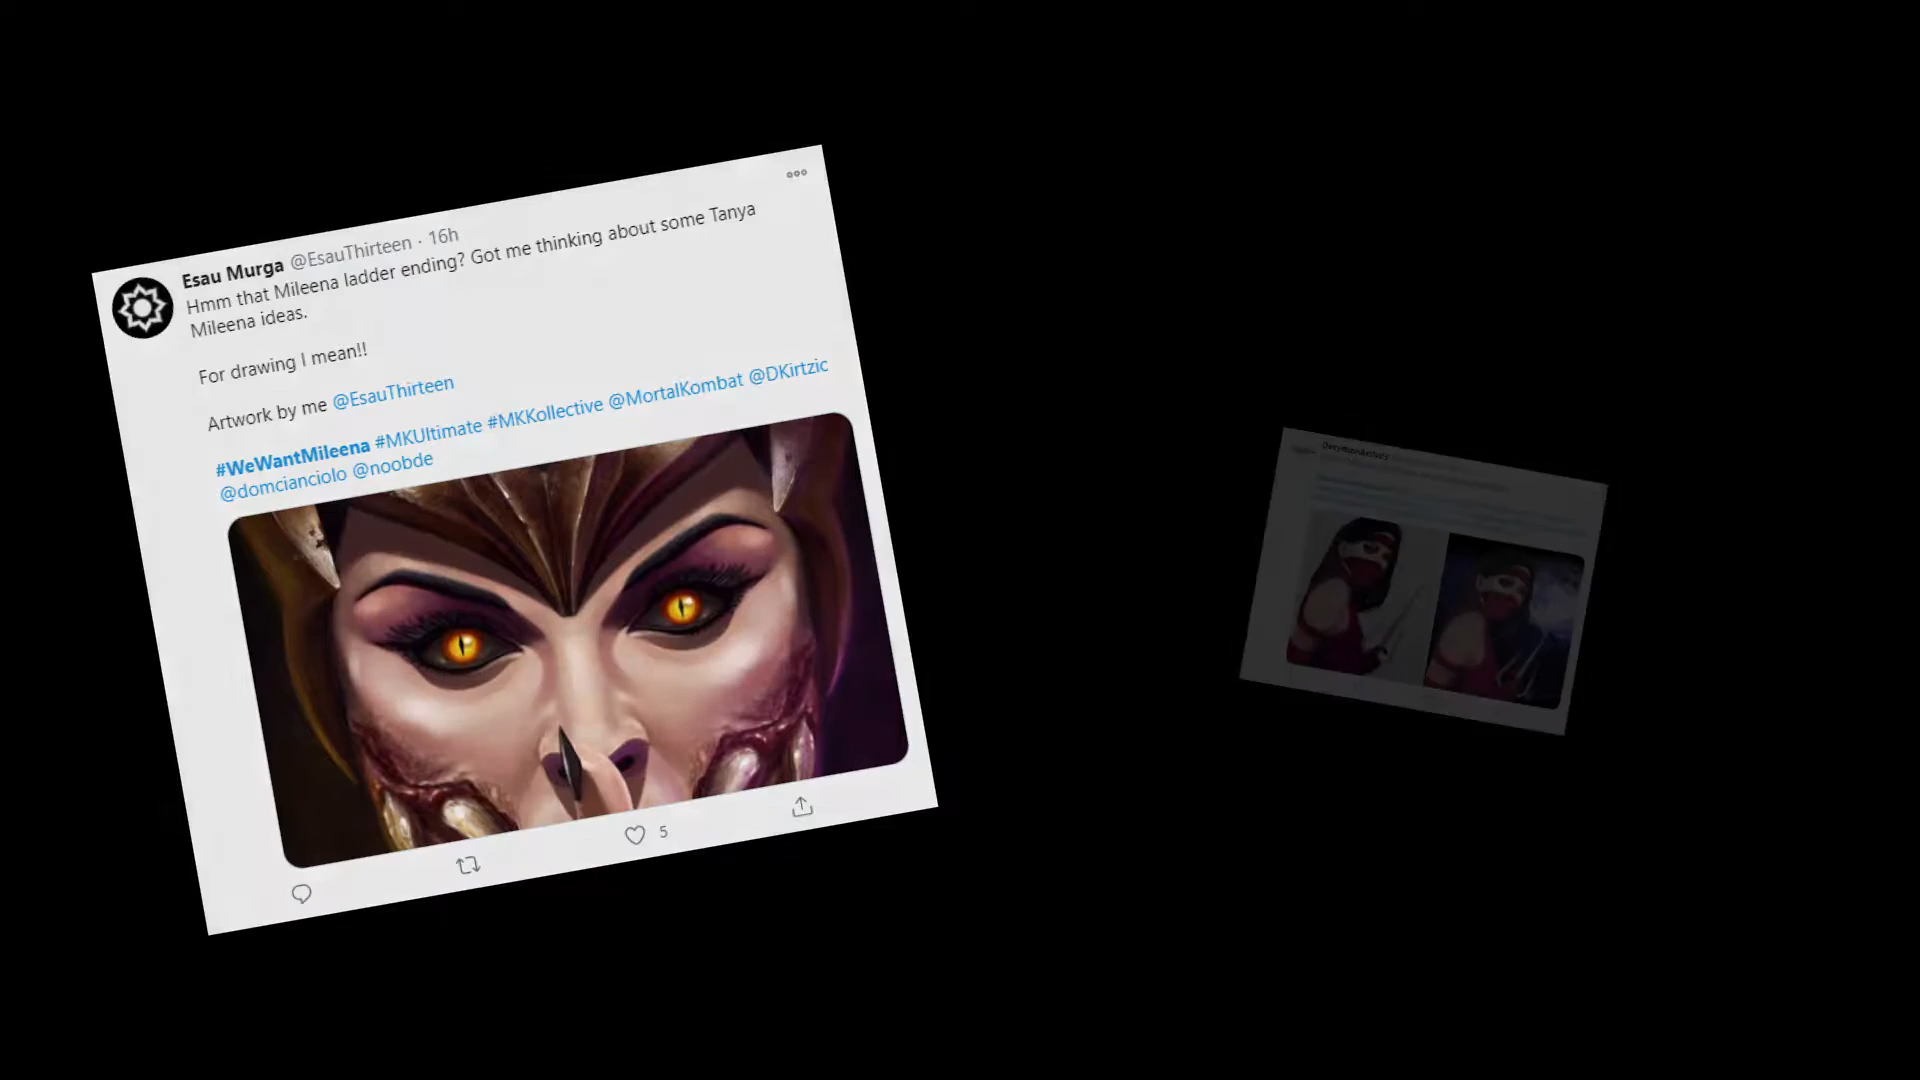 Esau Murga @EsauThirteen · 16h
Hmm that Mileena ladder ending? Got me thinking about some Tanya
Mileena ideas.
For drawing I mean!!
Artwork by me @EsauThirteen
#WeWantMileena #MKUltimate #MKKollective @MortalKombat @DKirtzic
@domcianciolo @noobde
5